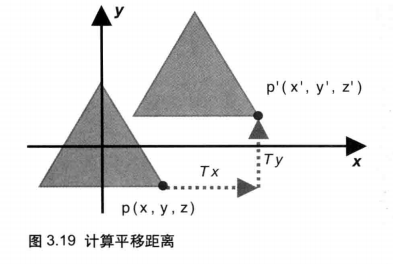 y
p'(x', y', z')
x
Ty
Tx
p(x, y, z)
图 3.19 计算平移距离